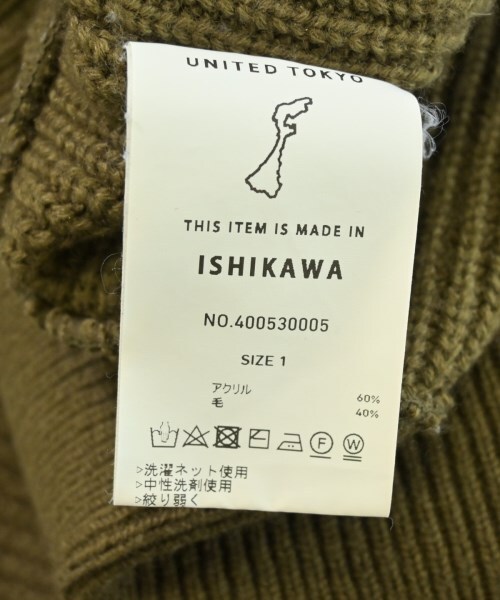 UNITED TOKYO
THIS ITEM IS MADE IN
ISHIKAWA
NO.400530005
SIZE 1
アクリル 60%
毛 40%
F W
>洗濯ネット使用
>中性洗剤使用
>絞り弱く